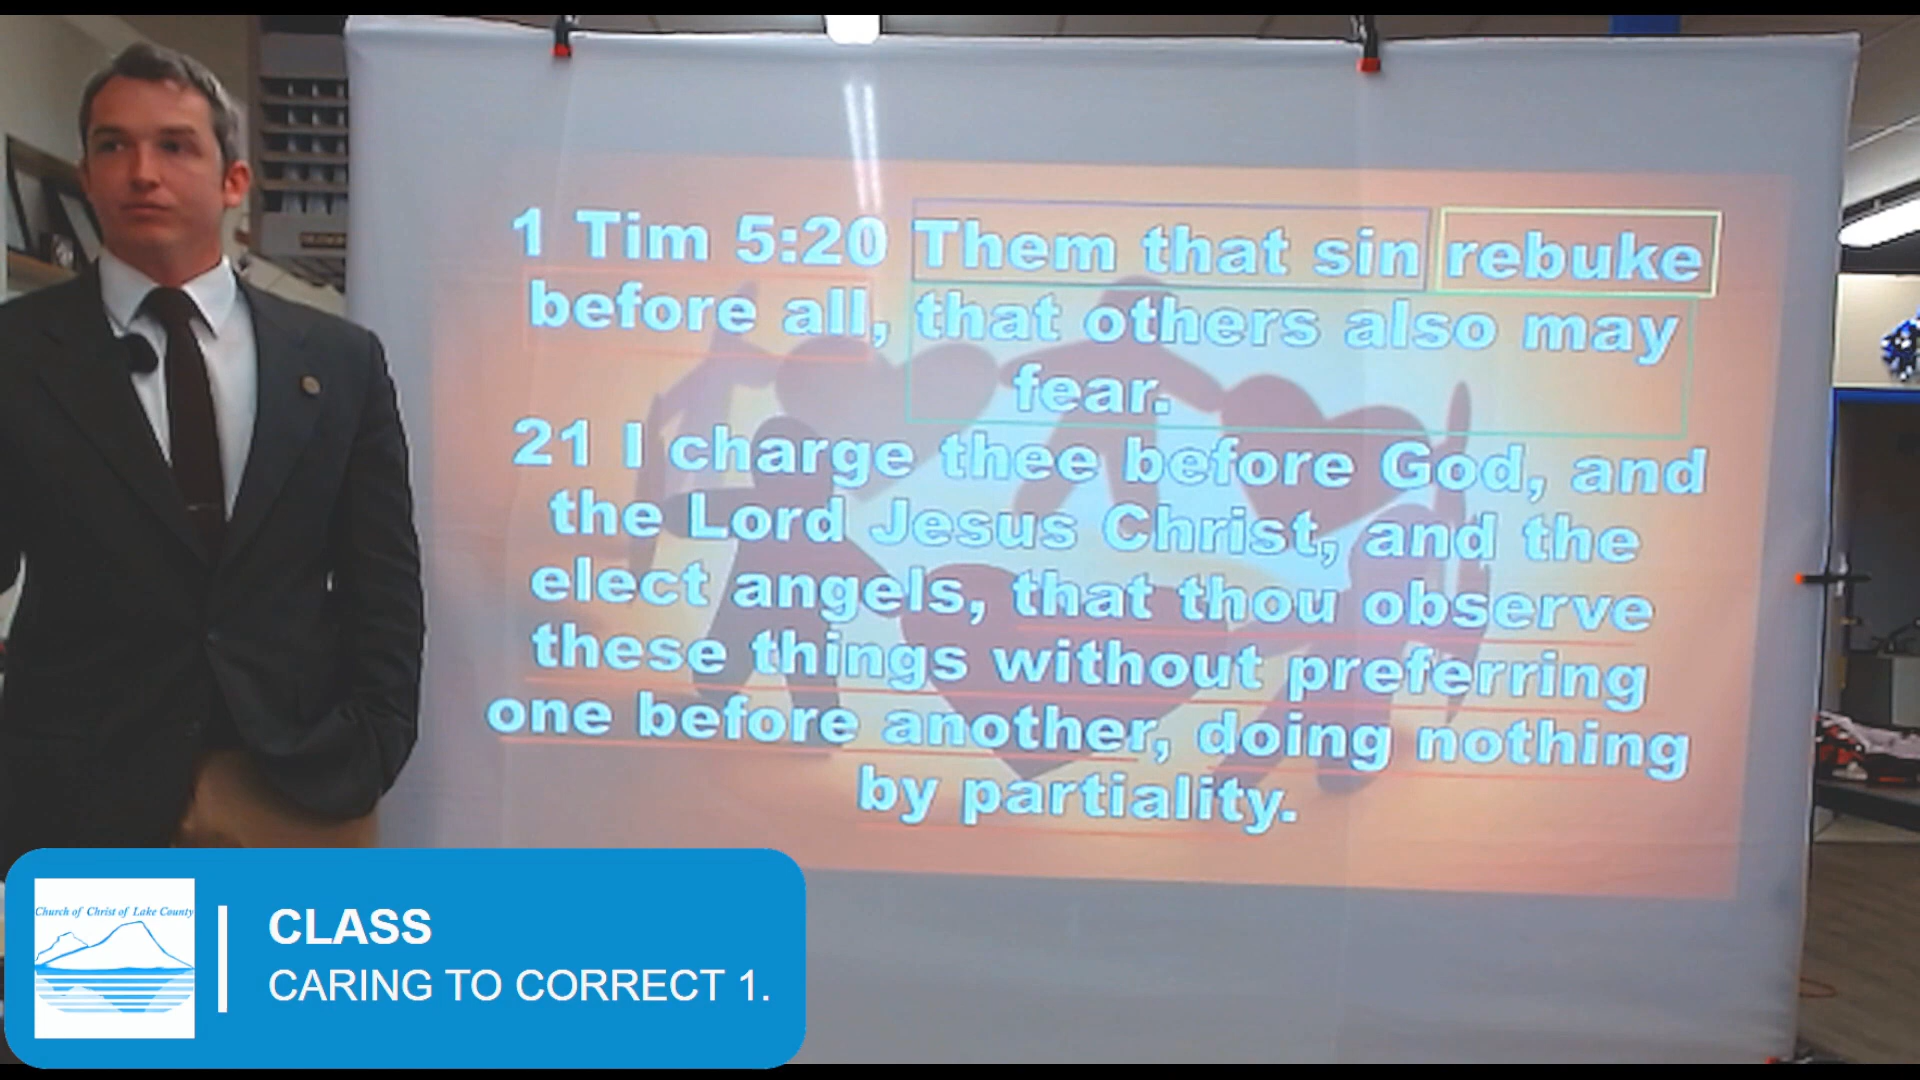 1 Tim 5:20 Them that sin rebuke
before all, that others also may
fear.
21 I charge thee before God, and
the Lord Jesus Christ, and the
elect angels, that thou observe
these things without preferring
one before another, doing nothing
by partiality.
Church of Christ of Lake County
CLASS
CARING TO CORRECT 1.